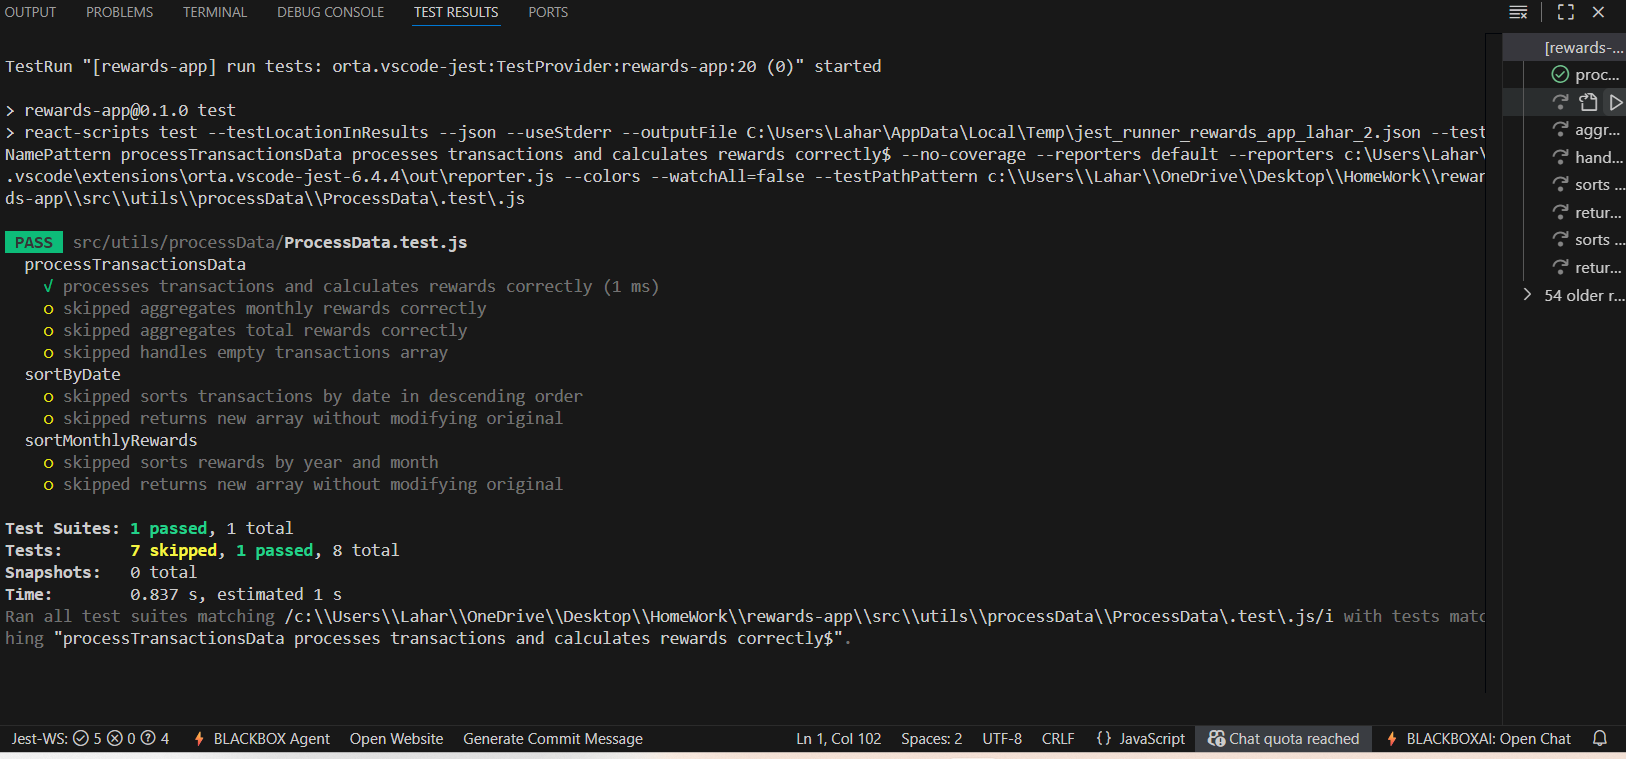 OUTPUT PROBLEMS TERMINAL DEBUG CONSOLE TEST RESULTS PORTS
TestRun "[rewards-app] run tests: orta.vscode-jest:TestProvider:rewards-app:20 (0)" started
> rewards-app@0.1.0 test
> react-scripts test --testLocationInResults --json --useStderr --outputFile C:\Users\Lahar\AppData\Local\Temp\jest_runner_rewards_app_lahar_2.json --test
NamePattern processTransactionsData processes transactions and calculates rewards correctly$ --no-coverage --reporters default --reporters c:\Users\Lahar\
.vscode\extensions\orta.vscode-jest-6.4.4\out\reporter.js --colors --watchAll=false --testPathPattern c:\\Users\\Lahar\\OneDrive\\Desktop\\HomeWork\\rewar
ds-app\\src\\utils\\processData\\ProcessData\.test\.js
PASS src/utils/processData/ProcessData.test.js
processTransactionsData
√ processes transactions and calculates rewards correctly (1 ms)
o skipped aggregates monthly rewards correctly
o skipped aggregates total rewards correctly
o skipped handles empty transactions array
sortByDate
o skipped sorts transactions by date in descending order
o skipped returns new array without modifying original
sortMonthlyRewards
o skipped sorts rewards by year and month
o skipped returns new array without modifying original
Test Suites: 1 passed, 1 total
Tests: 7 skipped, 1 passed, 8 total
Snapshots: 0 total
Time: 0.837 s, estimated 1 s
Ran all test suites matching /c:\\Users\\Lahar\\OneDrive\\Desktop\\HomeWork\\rewards-app\\src\\utils\\processData\\ProcessData\.test\.js/i with tests matc
hing "processTransactionsData processes transactions and calculates rewards correctly$".
[rewards-...
proc...
aggr...
hand...
sorts ...
retur...
sorts ...
retur...
54 older r...
Jest-WS: 5 0 4 BLACKBOX Agent Open Website Generate Commit Message Ln 1, Col 102 Spaces: 2 UTF-8 CRLF {} JavaScript Chat quota reached BLACKBOXAI: Open Chat